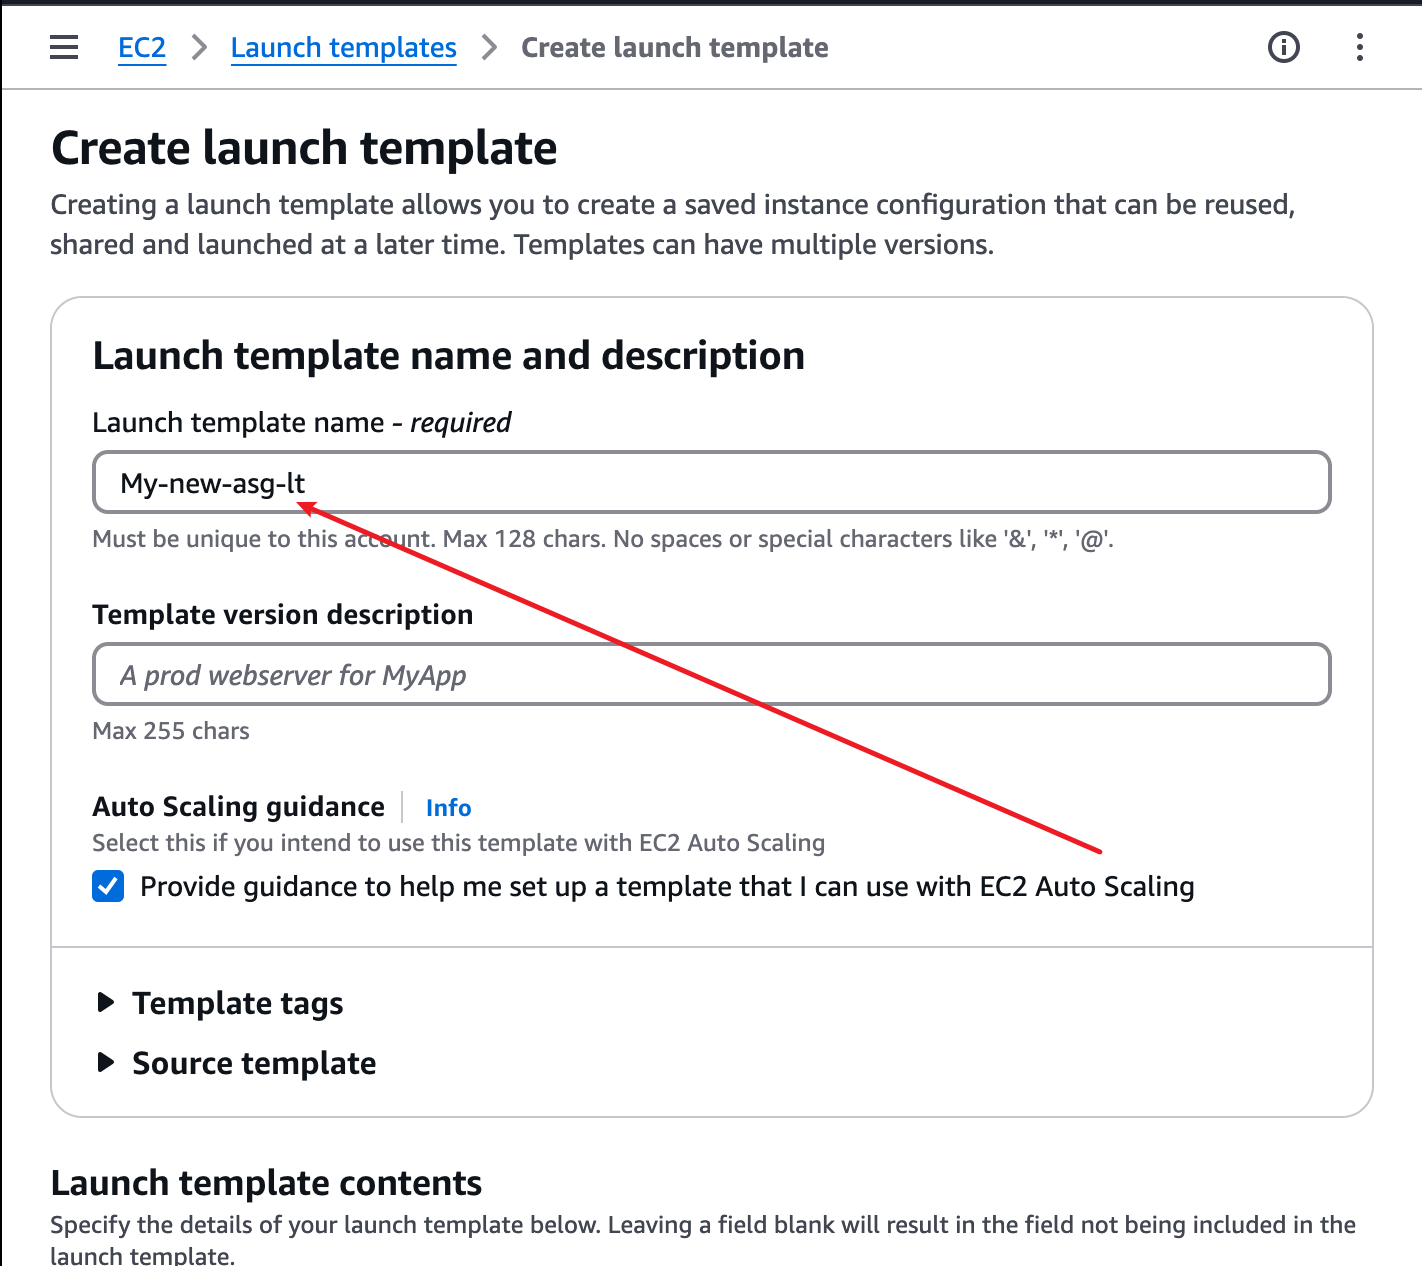 EC2 > Launch templates > Create launch template
Create launch template
Creating a launch template allows you to create a saved instance configuration that can be reused,
shared and launched at a later time. Templates can have multiple versions.
Launch template name and description
Launch template name - required
My-new-asg-lt
Must be unique to this account. Max 128 chars. No spaces or special characters like '&', '*', '@'.
Template version description
A prod webserver for MyApp
Max 255 chars
Auto Scaling guidance | Info
Select this if you intend to use this template with EC2 Auto Scaling
Provide guidance to help me set up a template that I can use with EC2 Auto Scaling
Template tags
Source template
Launch template contents
Specify the details of your launch template below. Leaving a field blank will result in the field not being included in the
launch template.